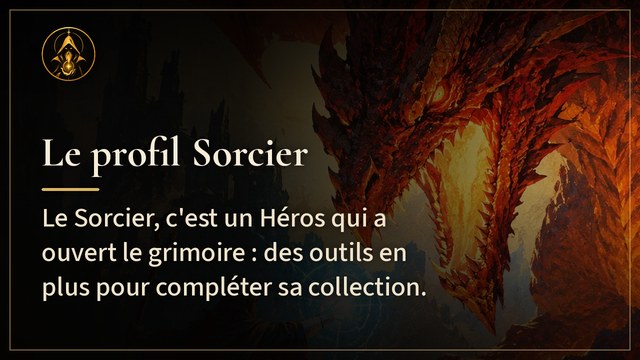 Le profil Sorcier
Le Sorcier, c'est un Héros qui a
ouvert le grimoire : des outils en
plus pour compléter sa collection.